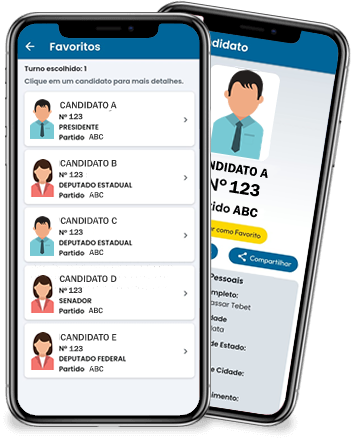 Favoritos
Turno escolhido: 1
Clique em um candidato para mais detalhes.
CANDIDATO A
Nº 123
PRESIDENTE
Partido ABC
CANDIDATO B
Nº 123
DEPUTADO ESTADUAL
Partido ABC
CANDIDATO C
Nº 123
DEPUTADO ESTADUAL
Partido ABC
CANDIDATO D
Nº 123
SENADOR
Partido ABC
CANDIDATO E
Nº 123
DEPUTADO FEDERAL
Partido ABC
ndidato
NDIDATO A
Nº 123
tido ABC
r como Favorito
Compartilhar
Pessoais
mpleto:
assar Tebet
dade
lata
de Estado:
e Cidade:
imento: